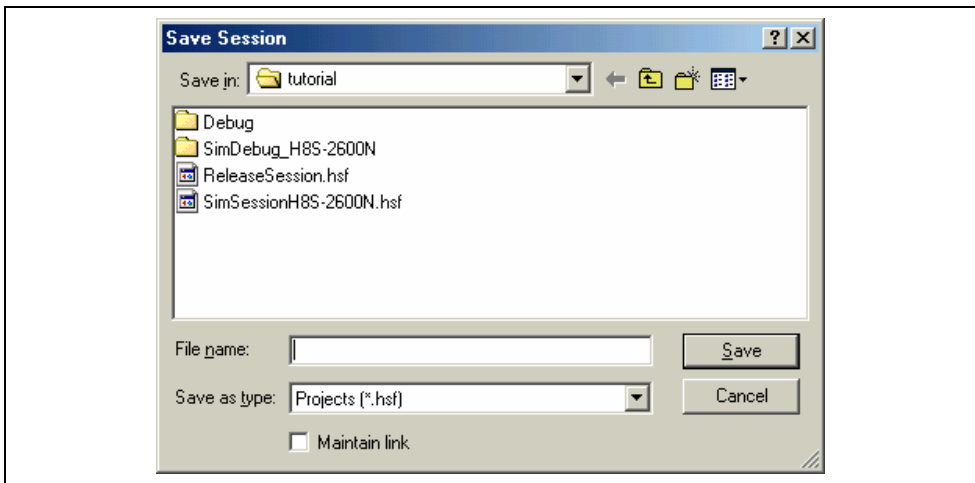 Save Session
Save in: tutorial
Debug
SimDebug_H8S-2600N
ReleaseSession.hsf
SimSessionH8S-2600N.hsf
File name: Save
Save as type: Projects (*.hsf) Cancel
Maintain link